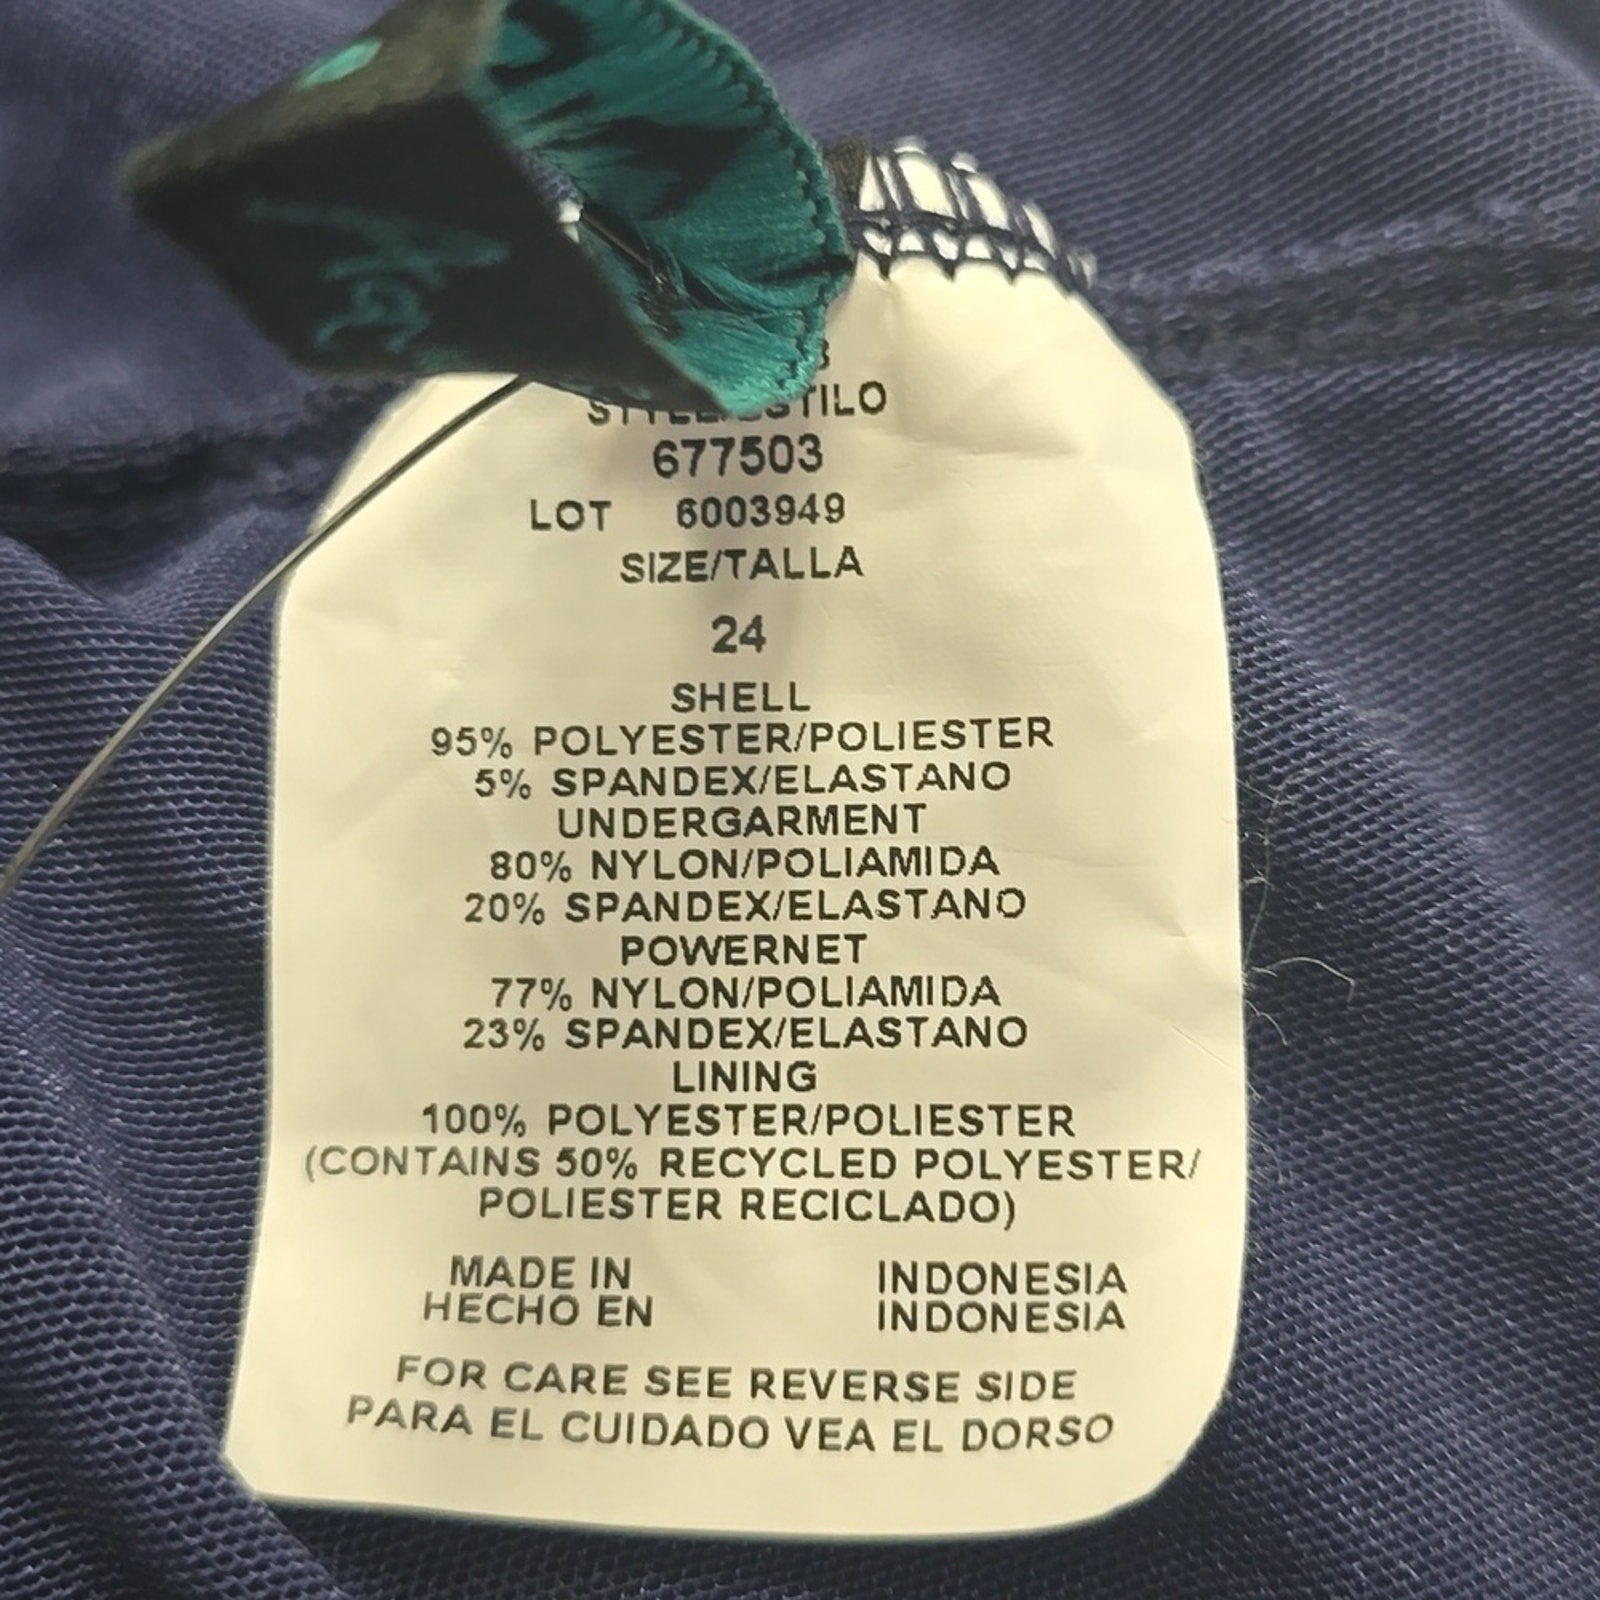 677503
LOT 6003949
SIZE/TALLA
24
SHELL
95% POLYESTER/POLIESTER
5% SPANDEX/ELASTANO
UNDERGARMENT
80% NYLON/POLIAMIDA
20% SPANDEX/ELASTANO
POWERNET
77% NYLON/POLIAMIDA
23% SPANDEX/ELASTANO
LINING
100% POLYESTER/POLIESTER
(CONTAINS 50% RECYCLED POLYESTER/
POLIESTER RECICLADO)
MADE IN INDONESIA
HECHO EN INDONESIA
FOR CARE SEE REVERSE SIDE
PARA EL CUIDADO VEA EL DORSO